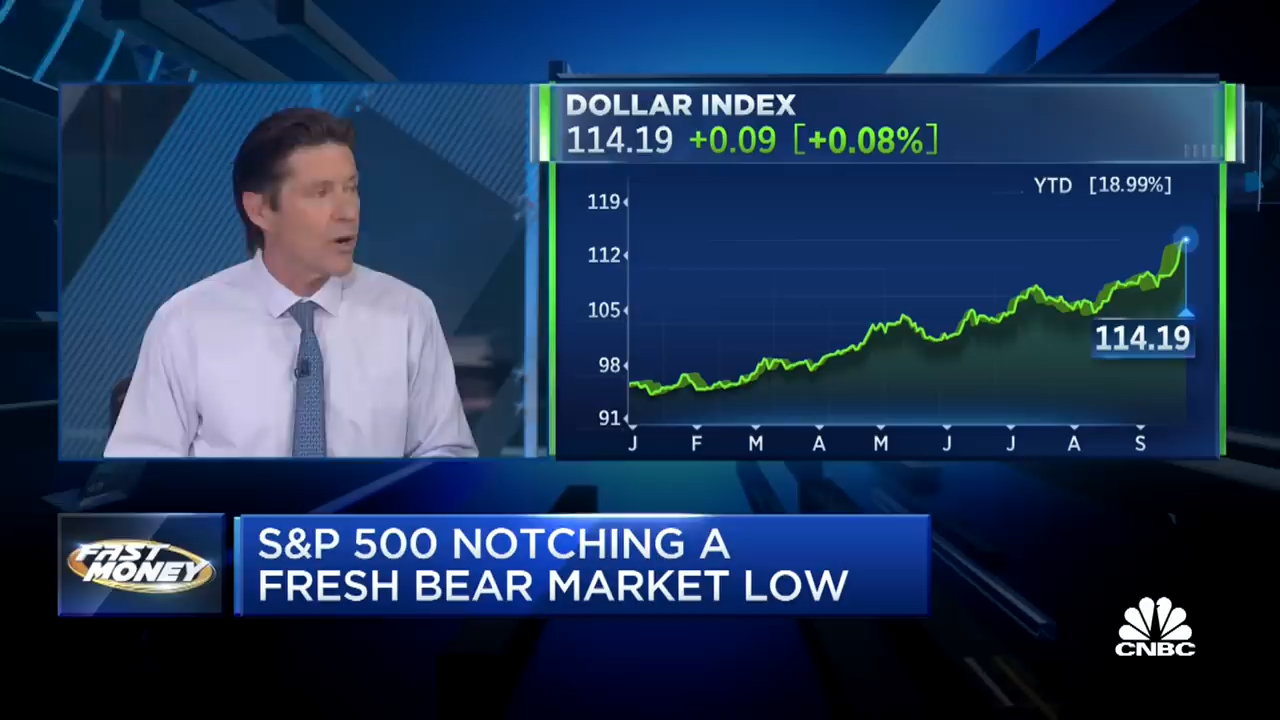 DOLLAR INDEX
114.19 +0.09 [+0.08%]
YTD [18.99%]
119
112
105
98
91
114.19
J F M A M J J A S
FAST
MONEY
S&P 500 NOTCHING A
FRESH BEAR MARKET LOW
CNBC